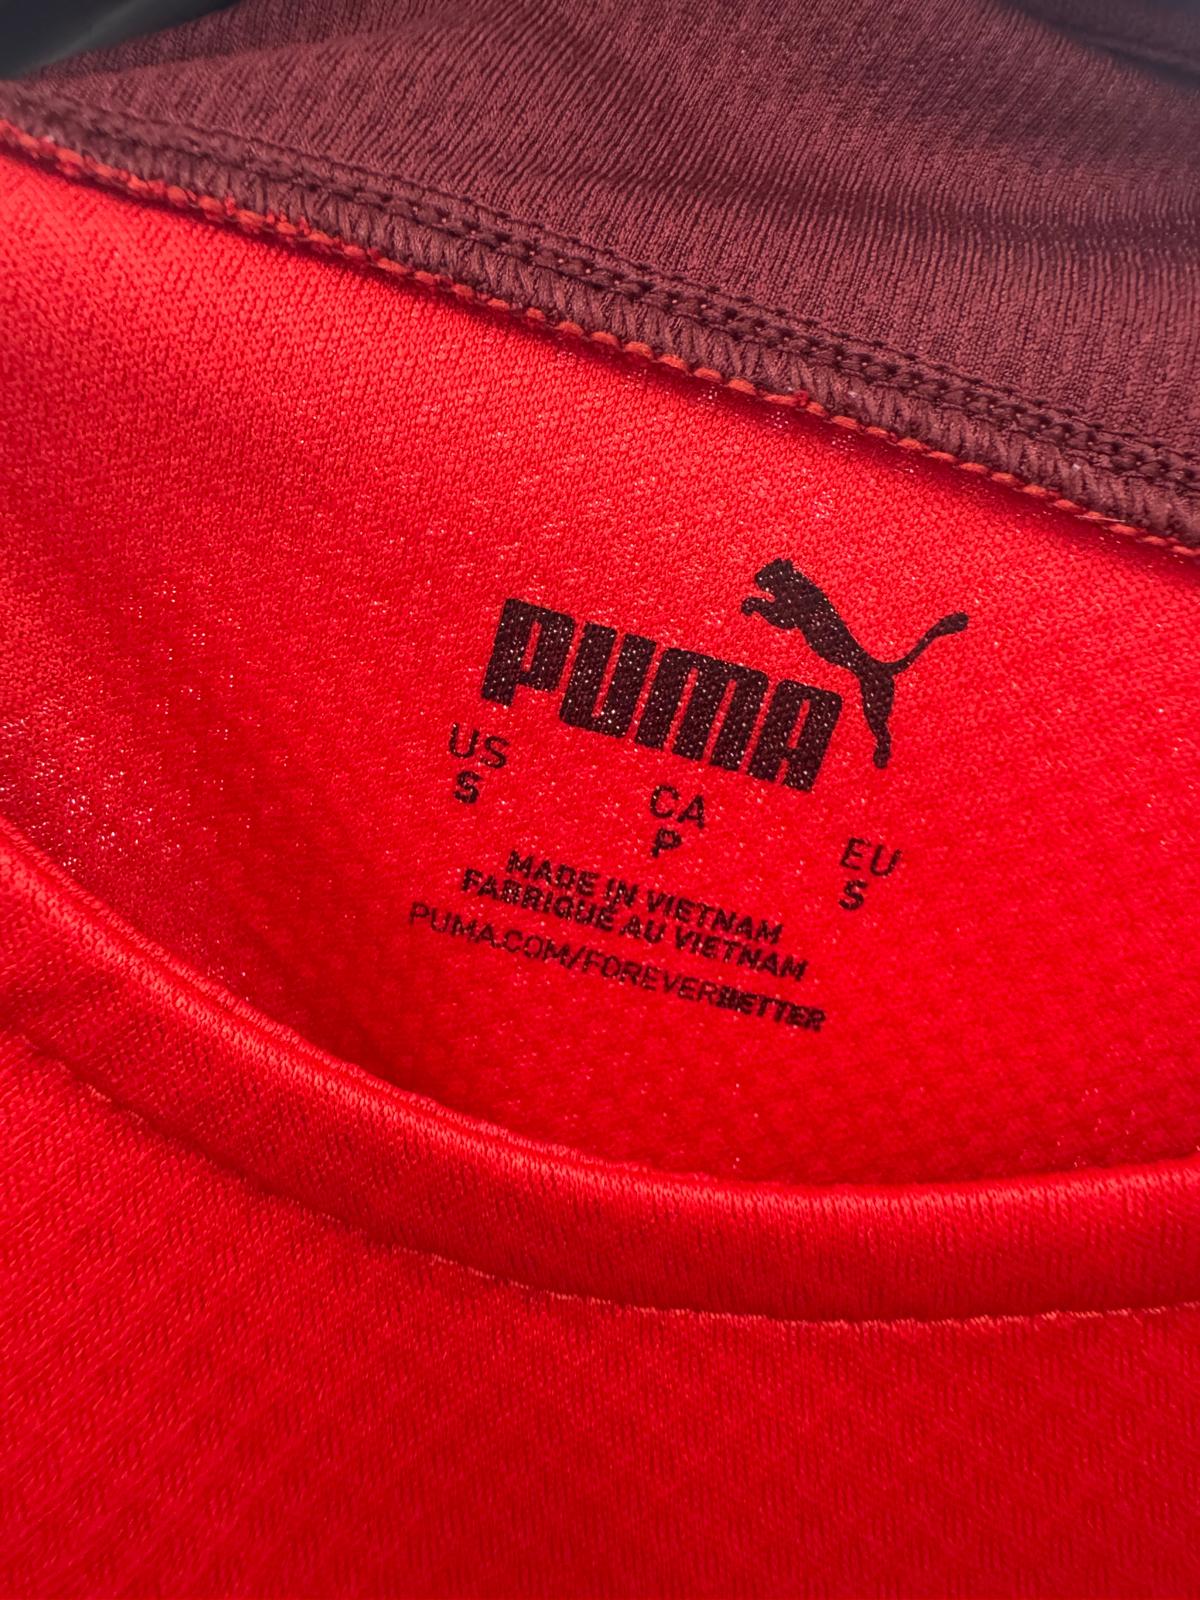 PUMA
US CA EU
S P S
MADE IN VIETNAM
FABRIQUÉ AU VIETNAM
PUMA.COM/FOREVERBETTER